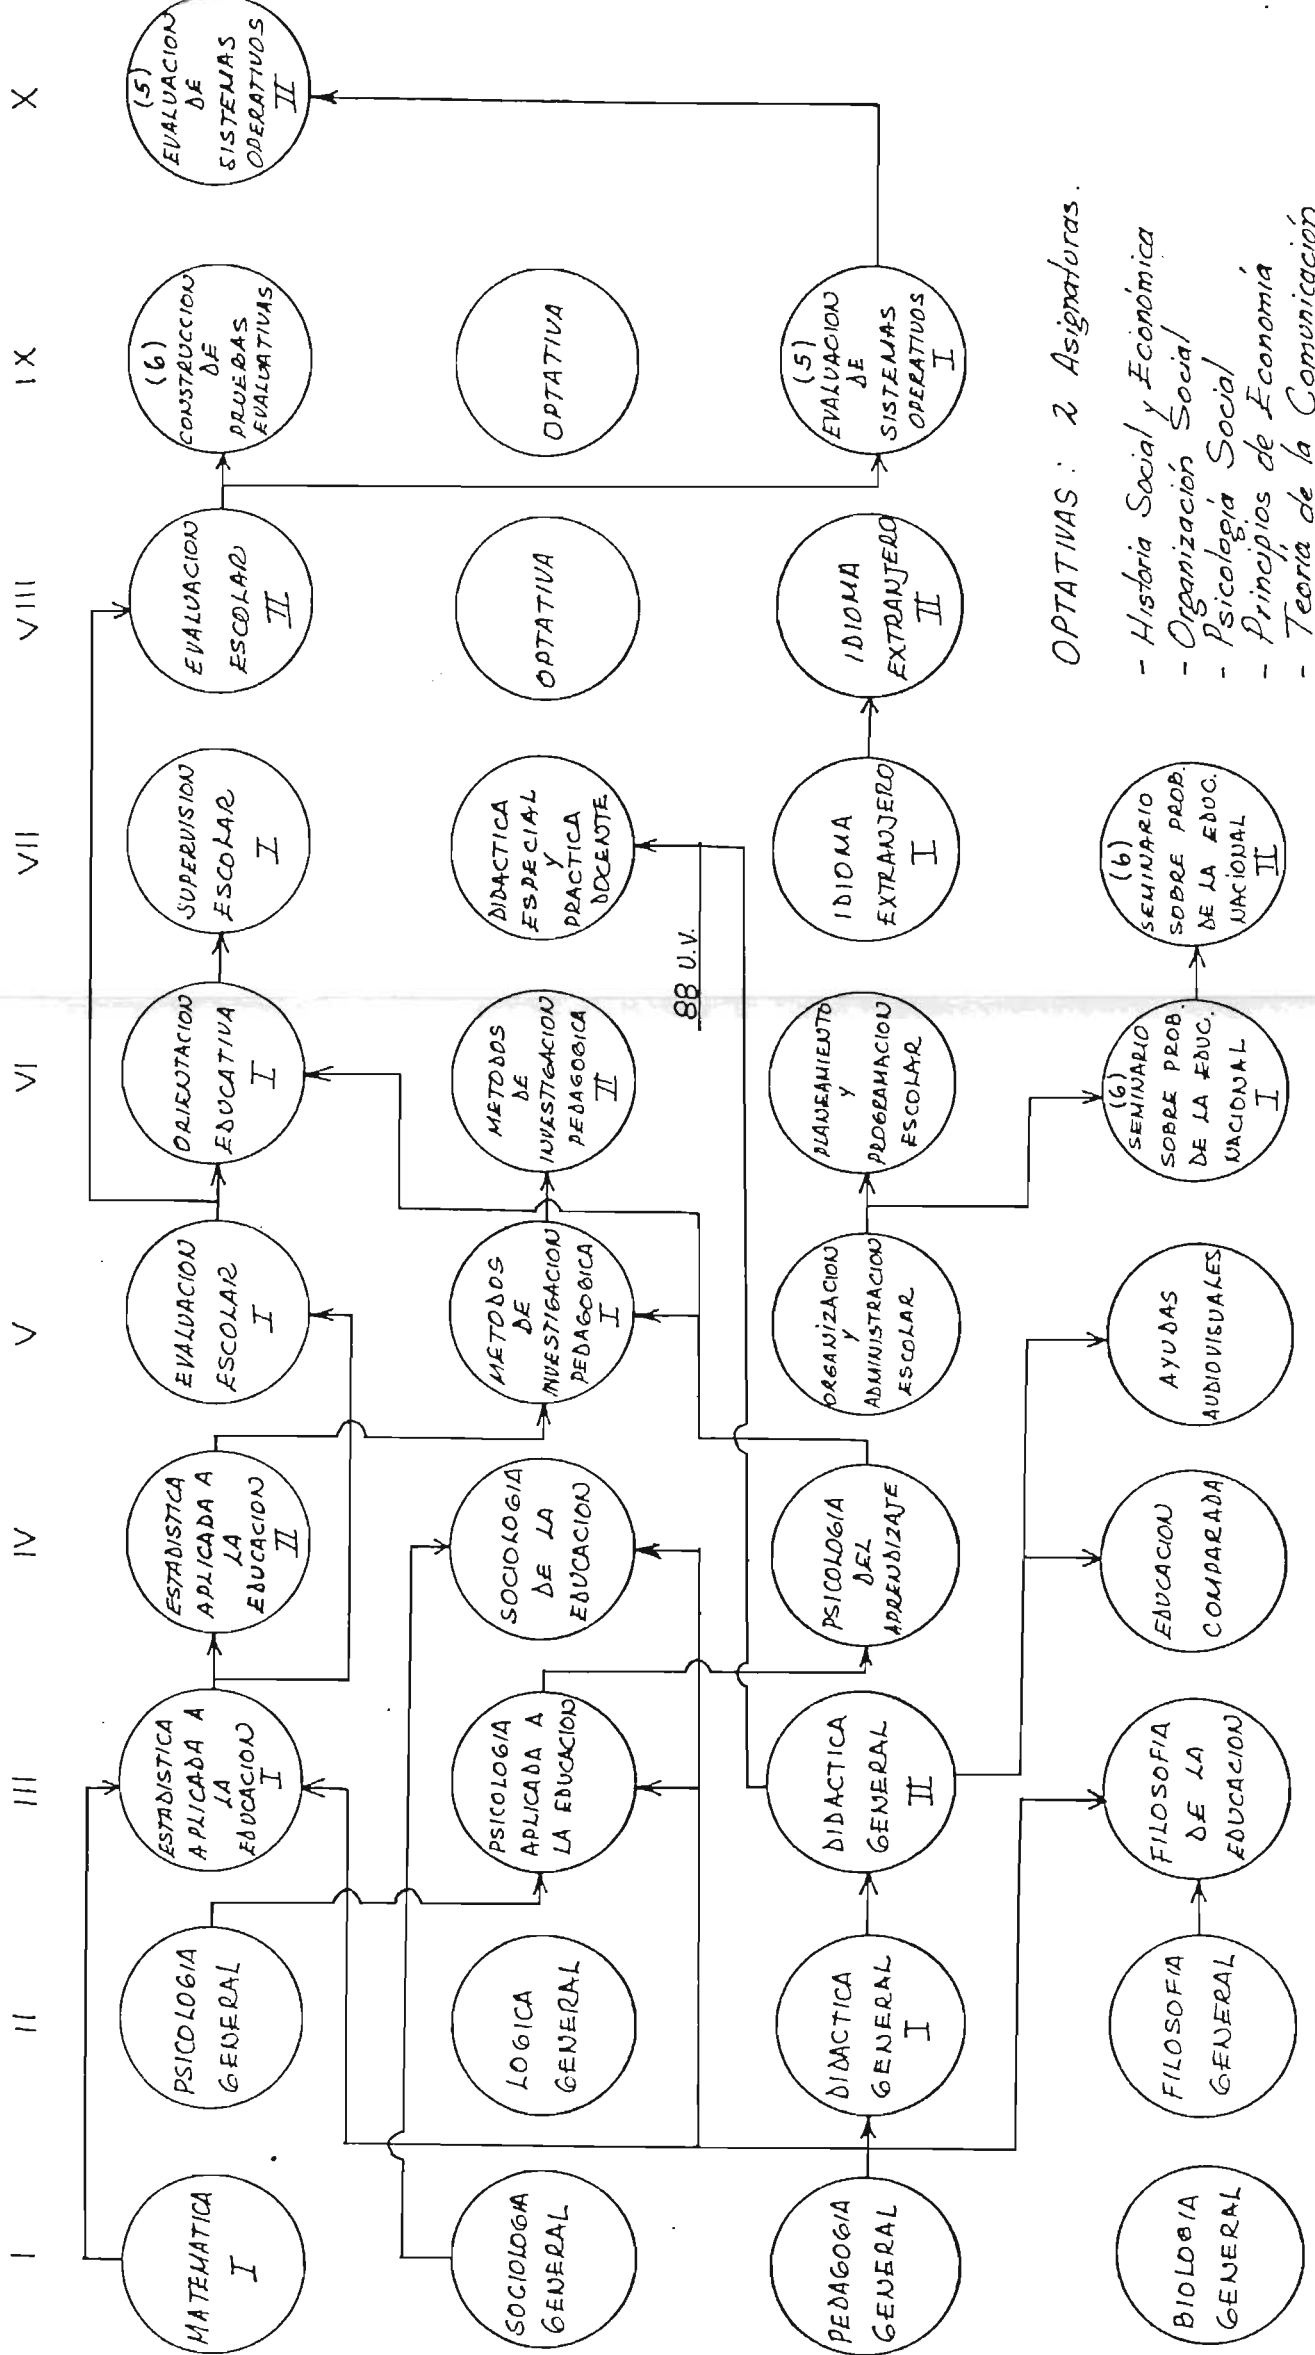 I
II
III
IV
V
VI
VII
VIII
IX
X
MATEMATICA
I
SOCIOLOGIA
GENERAL
PEDAGOGIA
GENERAL
BIOLOGIA
GENERAL
PSICOLOGIA
GENERAL
LOGICA
GENERAL
DIDACTICA
GENERAL
I
FILOSOFIA
GENERAL
ESTADISTICA
APLICADA A
LA
EDUCACION
I
PSICOLOGIA
APLICADA A
LA EDUCACION
DIDACTICA
GENERAL
II
FILOSOFIA
DE LA
EDUCACION
ESTADISTICA
APLICADA A
LA
EDUCACION
II
SOCIOLOGIA
DE LA
EDUCACION
PSICOLOGIA
DEL
APRENDIZAJE
EDUCACION
COMPARADA
EVALUACION
ESCOLAR
I
METODOS
DE
INVESTIGACION
PEDAGOGICA
I
ORGANIZACION
Y
ADMINISTRACION
ESCOLAR
AYUDAS
AUDIOVISUALES
ORIENTACION
EDUCATIVA
I
METODOS
DE
INVESTIGACION
PEDAGOGICA
II
PLANEAMIENTO
Y
PROGRAMACION
ESCOLAR
(6)
SEMINARIO
SOBRE PROB.
DE LA EDUC.
NACIONAL
I
88 U.V.
SUPERVISION
ESCOLAR
I
DIDACTICA
ESPECIAL
Y
PRACTICA
DOCENTE
IDIOMA
EXTRANJERO
I
(6)
SEMINARIO
SOBRE PROB.
DE LA EDUC.
NACIONAL
II
EVALUACION
ESCOLAR
II
OPTATIVA
IDIOMA
EXTRANJERO
II
(6)
CONSTRUCCION
DE
PRUEBAS
EVALUATIVAS
OPTATIVA
(5)
EVALUACION
DE
SISTEMAS
OPERATIVOS
I
(5)
EVALUACION
DE
SISTEMAS
OPERATIVOS
II
OPTATIVAS: 2 Asignaturas.
- Historia Social y Económica
- Organización Social
- Psicología Social
- Principios de Economía
- Teoría de la Comunicación